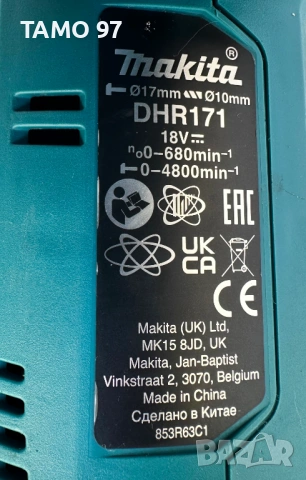 TAMO 97
makita®
Ø17mm Ø10mm
DHR171
18V
n₀0-680min⁻¹
0-4800min⁻¹
EAC
UK
CA
CE
Makita (UK) Ltd,
MK15 8JD, UK
Makita, Jan-Baptist
Vinkstraat 2, 3070, Belgium
Made in China
Сделано в Китае
853R63C1
BAZAR